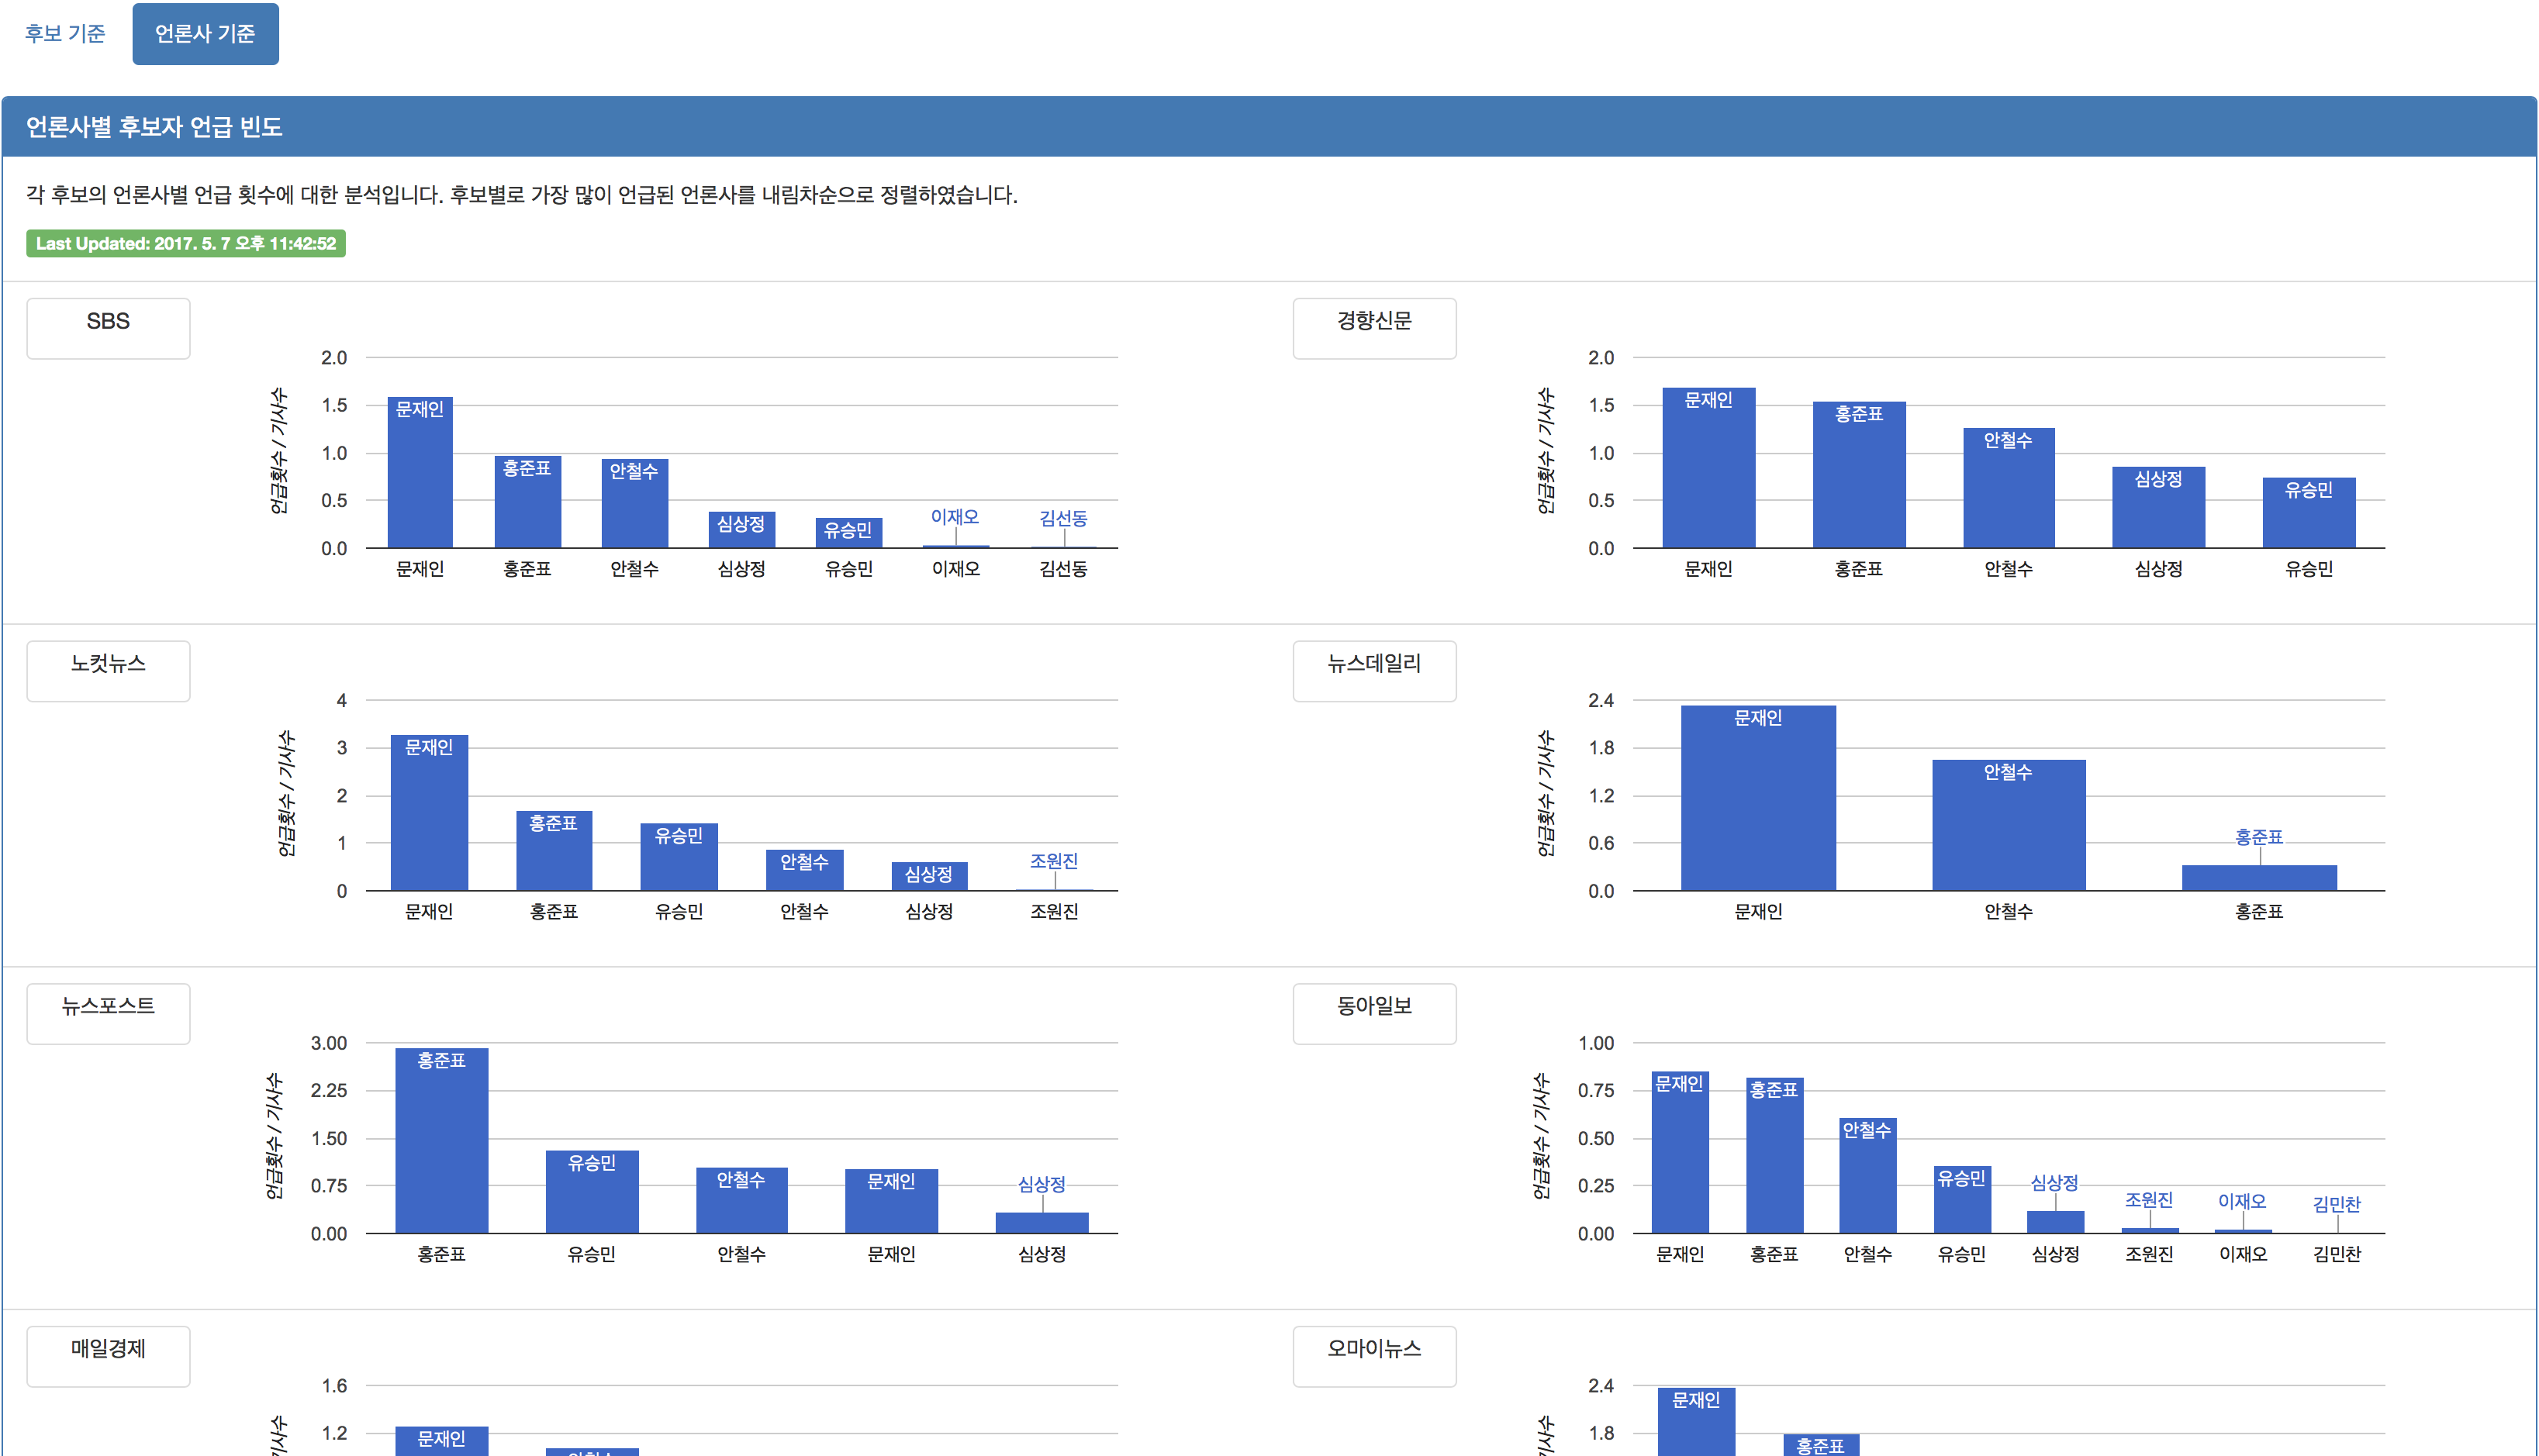 후보 기준
언론사 기준
언론사별 후보자 언급 빈도
각 후보의 언론사별 언급 횟수에 대한 분석입니다. 후보별로 가장 많이 언급된 언론사를 내림차순으로 정렬하였습니다.
Last Updated: 2017. 5. 7 오후 11:42:52
SBS
언급횟수 / 기사수
2.0
1.5
1.0
0.5
0.0
문재인
홍준표
안철수
심상정
유승민
이재오
김선동
문재인 홍준표 안철수 심상정 유승민 이재오 김선동
경향신문
언급횟수 / 기사수
2.0
1.5
1.0
0.5
0.0
문재인
홍준표
안철수
심상정
유승민
문재인 홍준표 안철수 심상정 유승민
노컷뉴스
언급횟수 / 기사수
4
3
2
1
0
문재인
홍준표
유승민
안철수
심상정
조원진
문재인 홍준표 유승민 안철수 심상정 조원진
뉴스데일리
언급횟수 / 기사수
2.4
1.8
1.2
0.6
0.0
문재인
안철수
홍준표
문재인 안철수 홍준표
뉴스포스트
언급횟수 / 기사수
3.00
2.25
1.50
0.75
0.00
홍준표
유승민
안철수
문재인
심상정
홍준표 유승민 안철수 문재인 심상정
동아일보
언급횟수 / 기사수
1.00
0.75
0.50
0.25
0.00
문재인
홍준표
안철수
유승민
심상정
조원진
이재오
김민찬
문재인 홍준표 안철수 유승민 심상정 조원진 이재오 김민찬
매일경제
기사수
1.6
1.2
문재인
오마이뉴스
기사수
2.4
1.8
문재인
홍준표